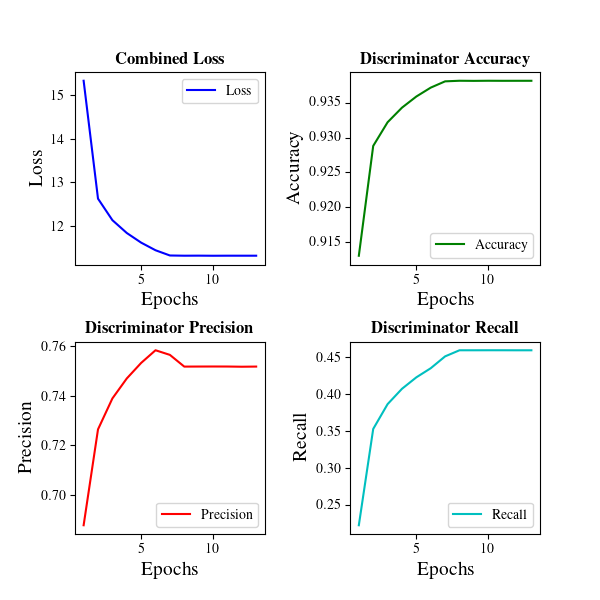 Combined Loss
Loss
15
14
13
12
Loss
5 10
Epochs
Discriminator Accuracy
Accuracy
0.935
0.930
0.925
0.920
0.915
Accuracy
5 10
Epochs
Discriminator Precision
Precision
0.76
0.74
0.72
0.70
Precision
5 10
Epochs
Discriminator Recall
Recall
0.45
0.40
0.35
0.30
0.25
Recall
5 10
Epochs